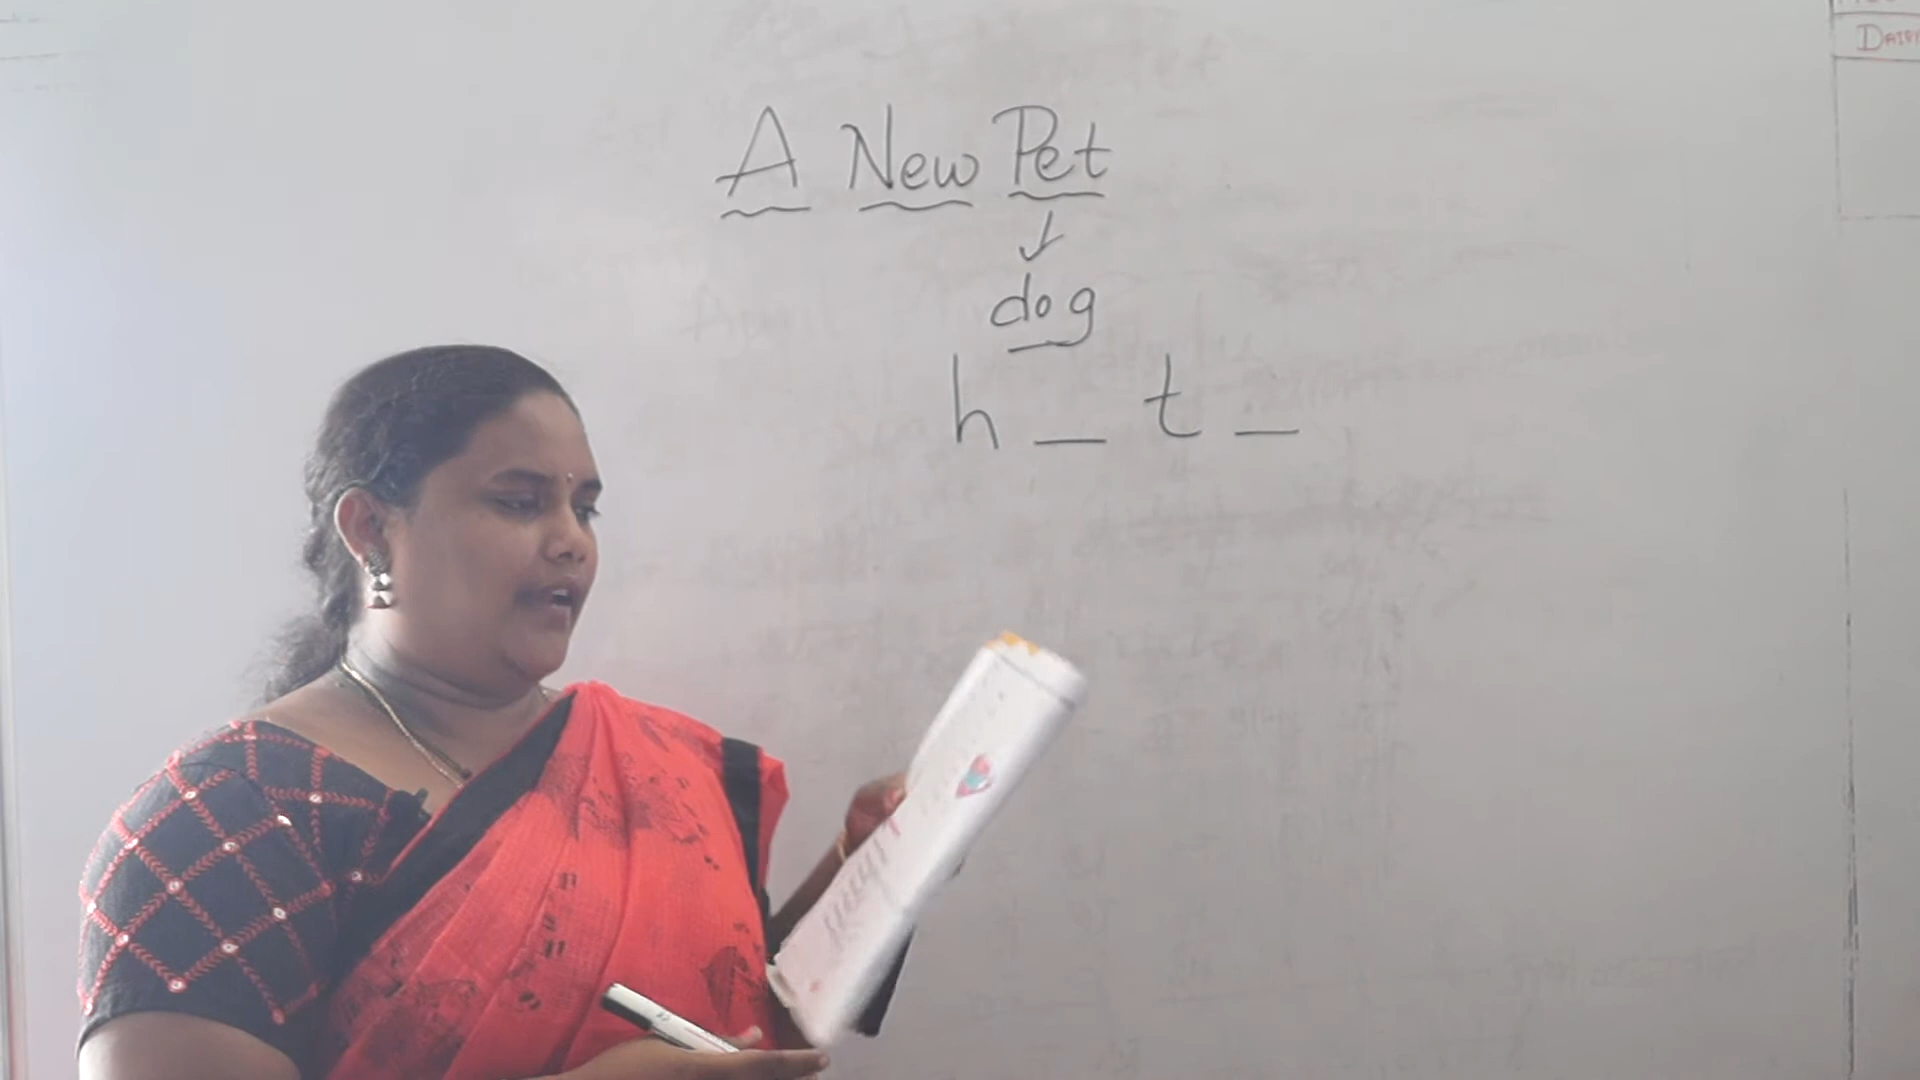 A New Pet
↓
dog
h _ t _